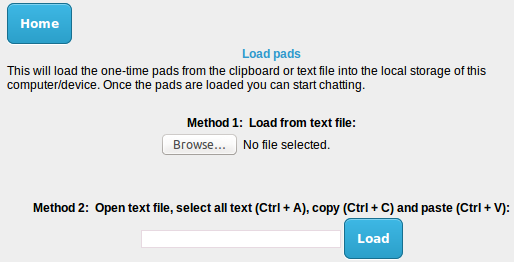 Home
Load pads
This will load the one-time pads from the clipboard or text file into the local storage of this
computer/device. Once the pads are loaded you can start chatting.
Method 1:  Load from text file:
Browse... No file selected.
Method 2:  Open text file, select all text (Ctrl + A), copy (Ctrl + C) and paste (Ctrl + V):
Load